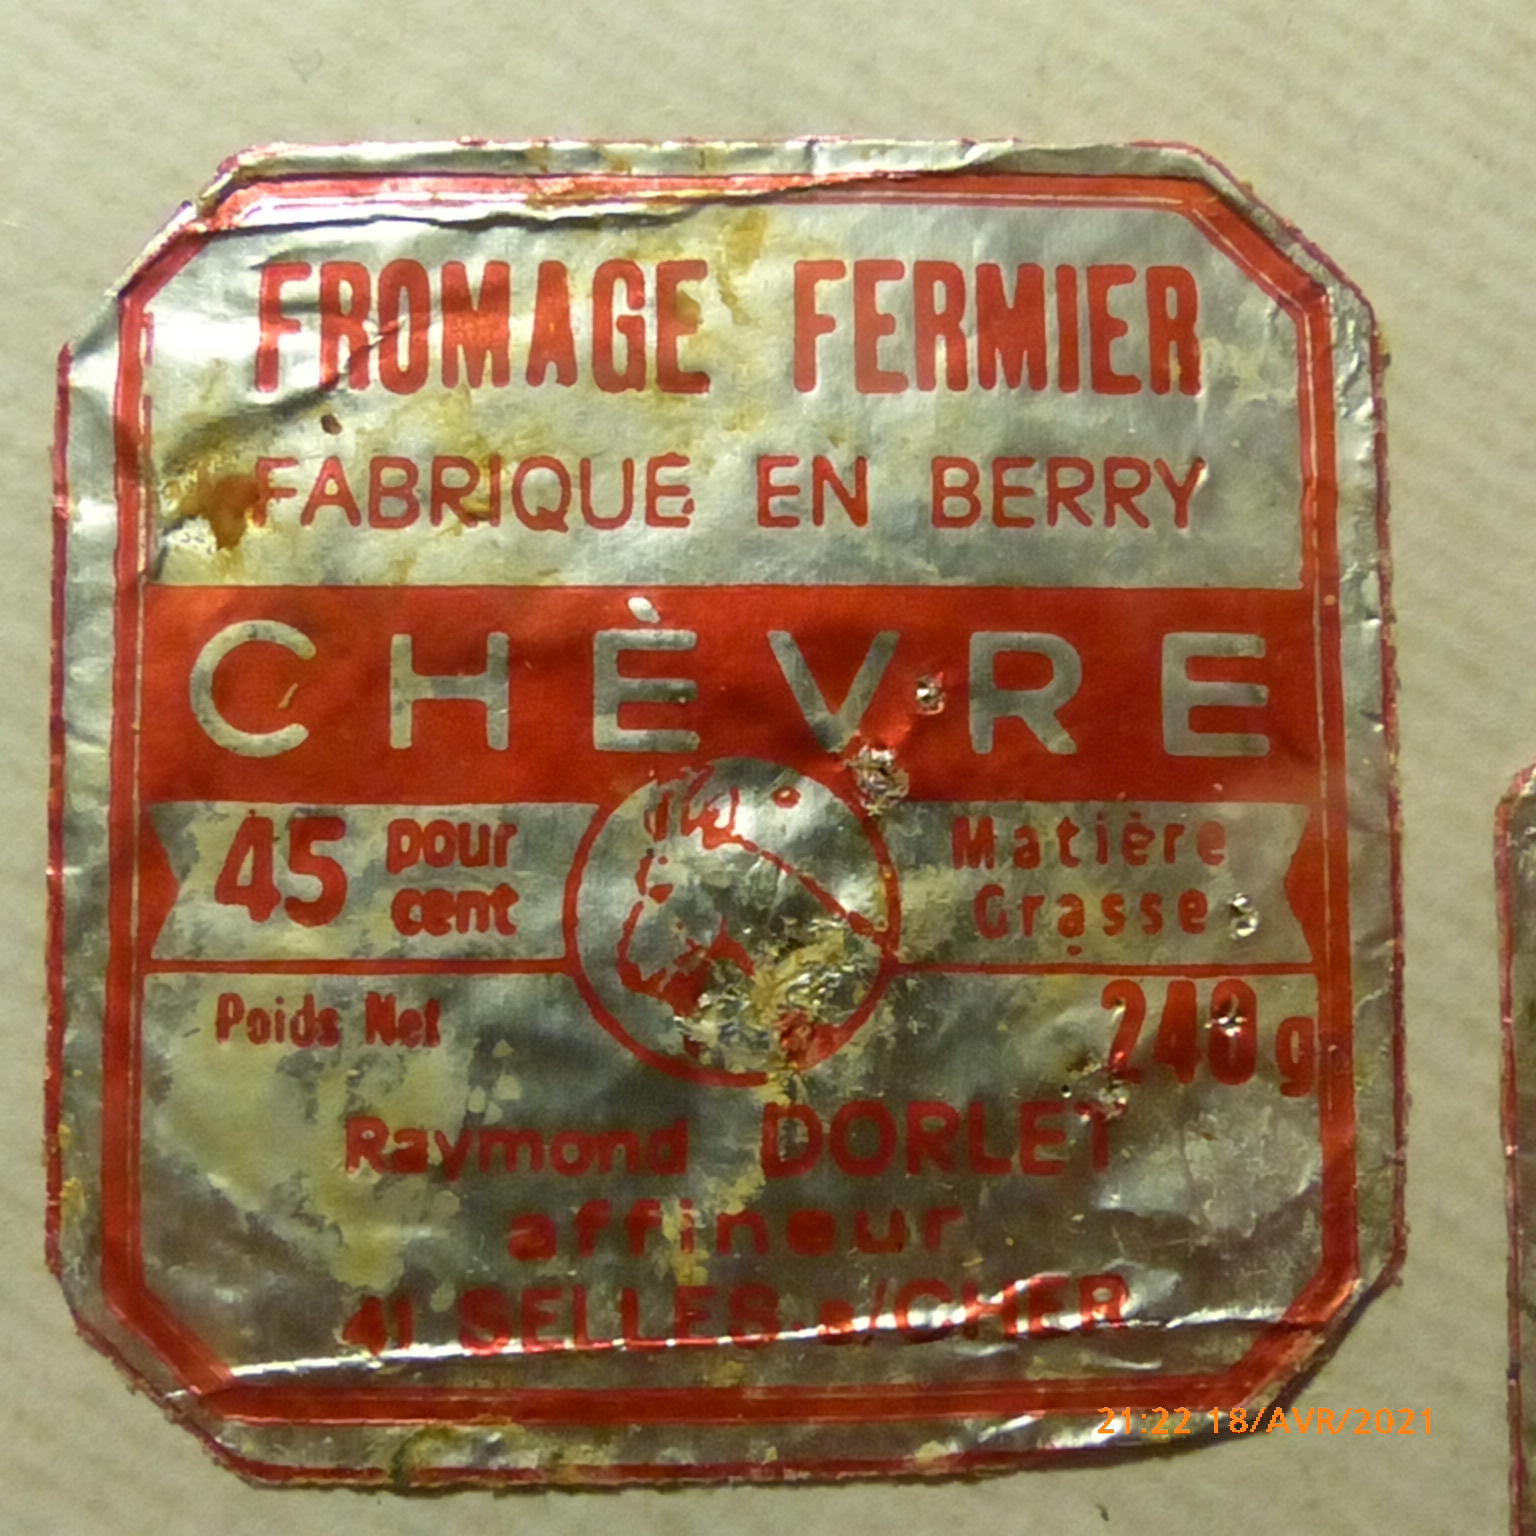 FROMAGE FERMIER
FABRIQUE EN BERRY
CHÈVRE
45 pour cent
Matière Grasse
Poids Net 240 g
Raymond DORLET
affineur
41 SELLES-s/CHER
21:22 18/AVR/2021